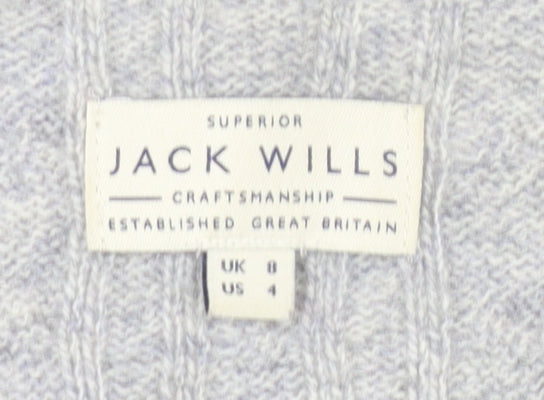 SUPERIOR
JACK WILLS
CRAFTSMANSHIP
ESTABLISHED GREAT BRITAIN
UK 8
US 4